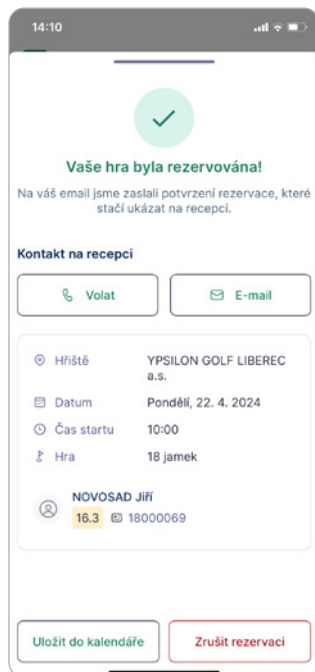 14:10
Vaše hra byla rezervována!
Na váš email jsme zaslali potvrzení rezervace, které
stačí ukázat na recepci.
Kontakt na recepci
Volat
E-mail
Hřiště YPSILON GOLF LIBEREC
a.s.
Datum Pondělí, 22. 4. 2024
Čas startu 10:00
Hra 18 jamek
NOVOSAD Jiří
16.3 18000069
Uložit do kalendáře
Zrušit rezervaci